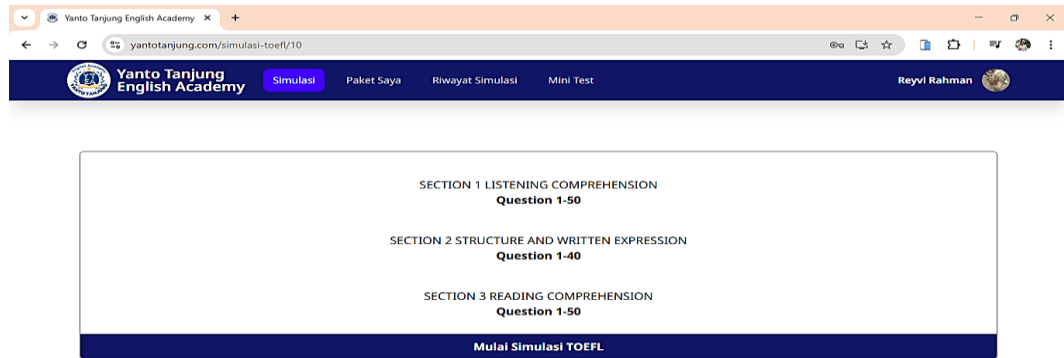 Yanto Tanjung English Academy
yantotanjung.com/simulasi-toefl/10
Yanto Tanjung
English Academy
Simulasi
Paket Saya
Riwayat Simulasi
Mini Test
Reyvi Rahman
SECTION 1 LISTENING COMPREHENSION
Question 1-50
SECTION 2 STRUCTURE AND WRITTEN EXPRESSION
Question 1-40
SECTION 3 READING COMPREHENSION
Question 1-50
Mulai Simulasi TOEFL